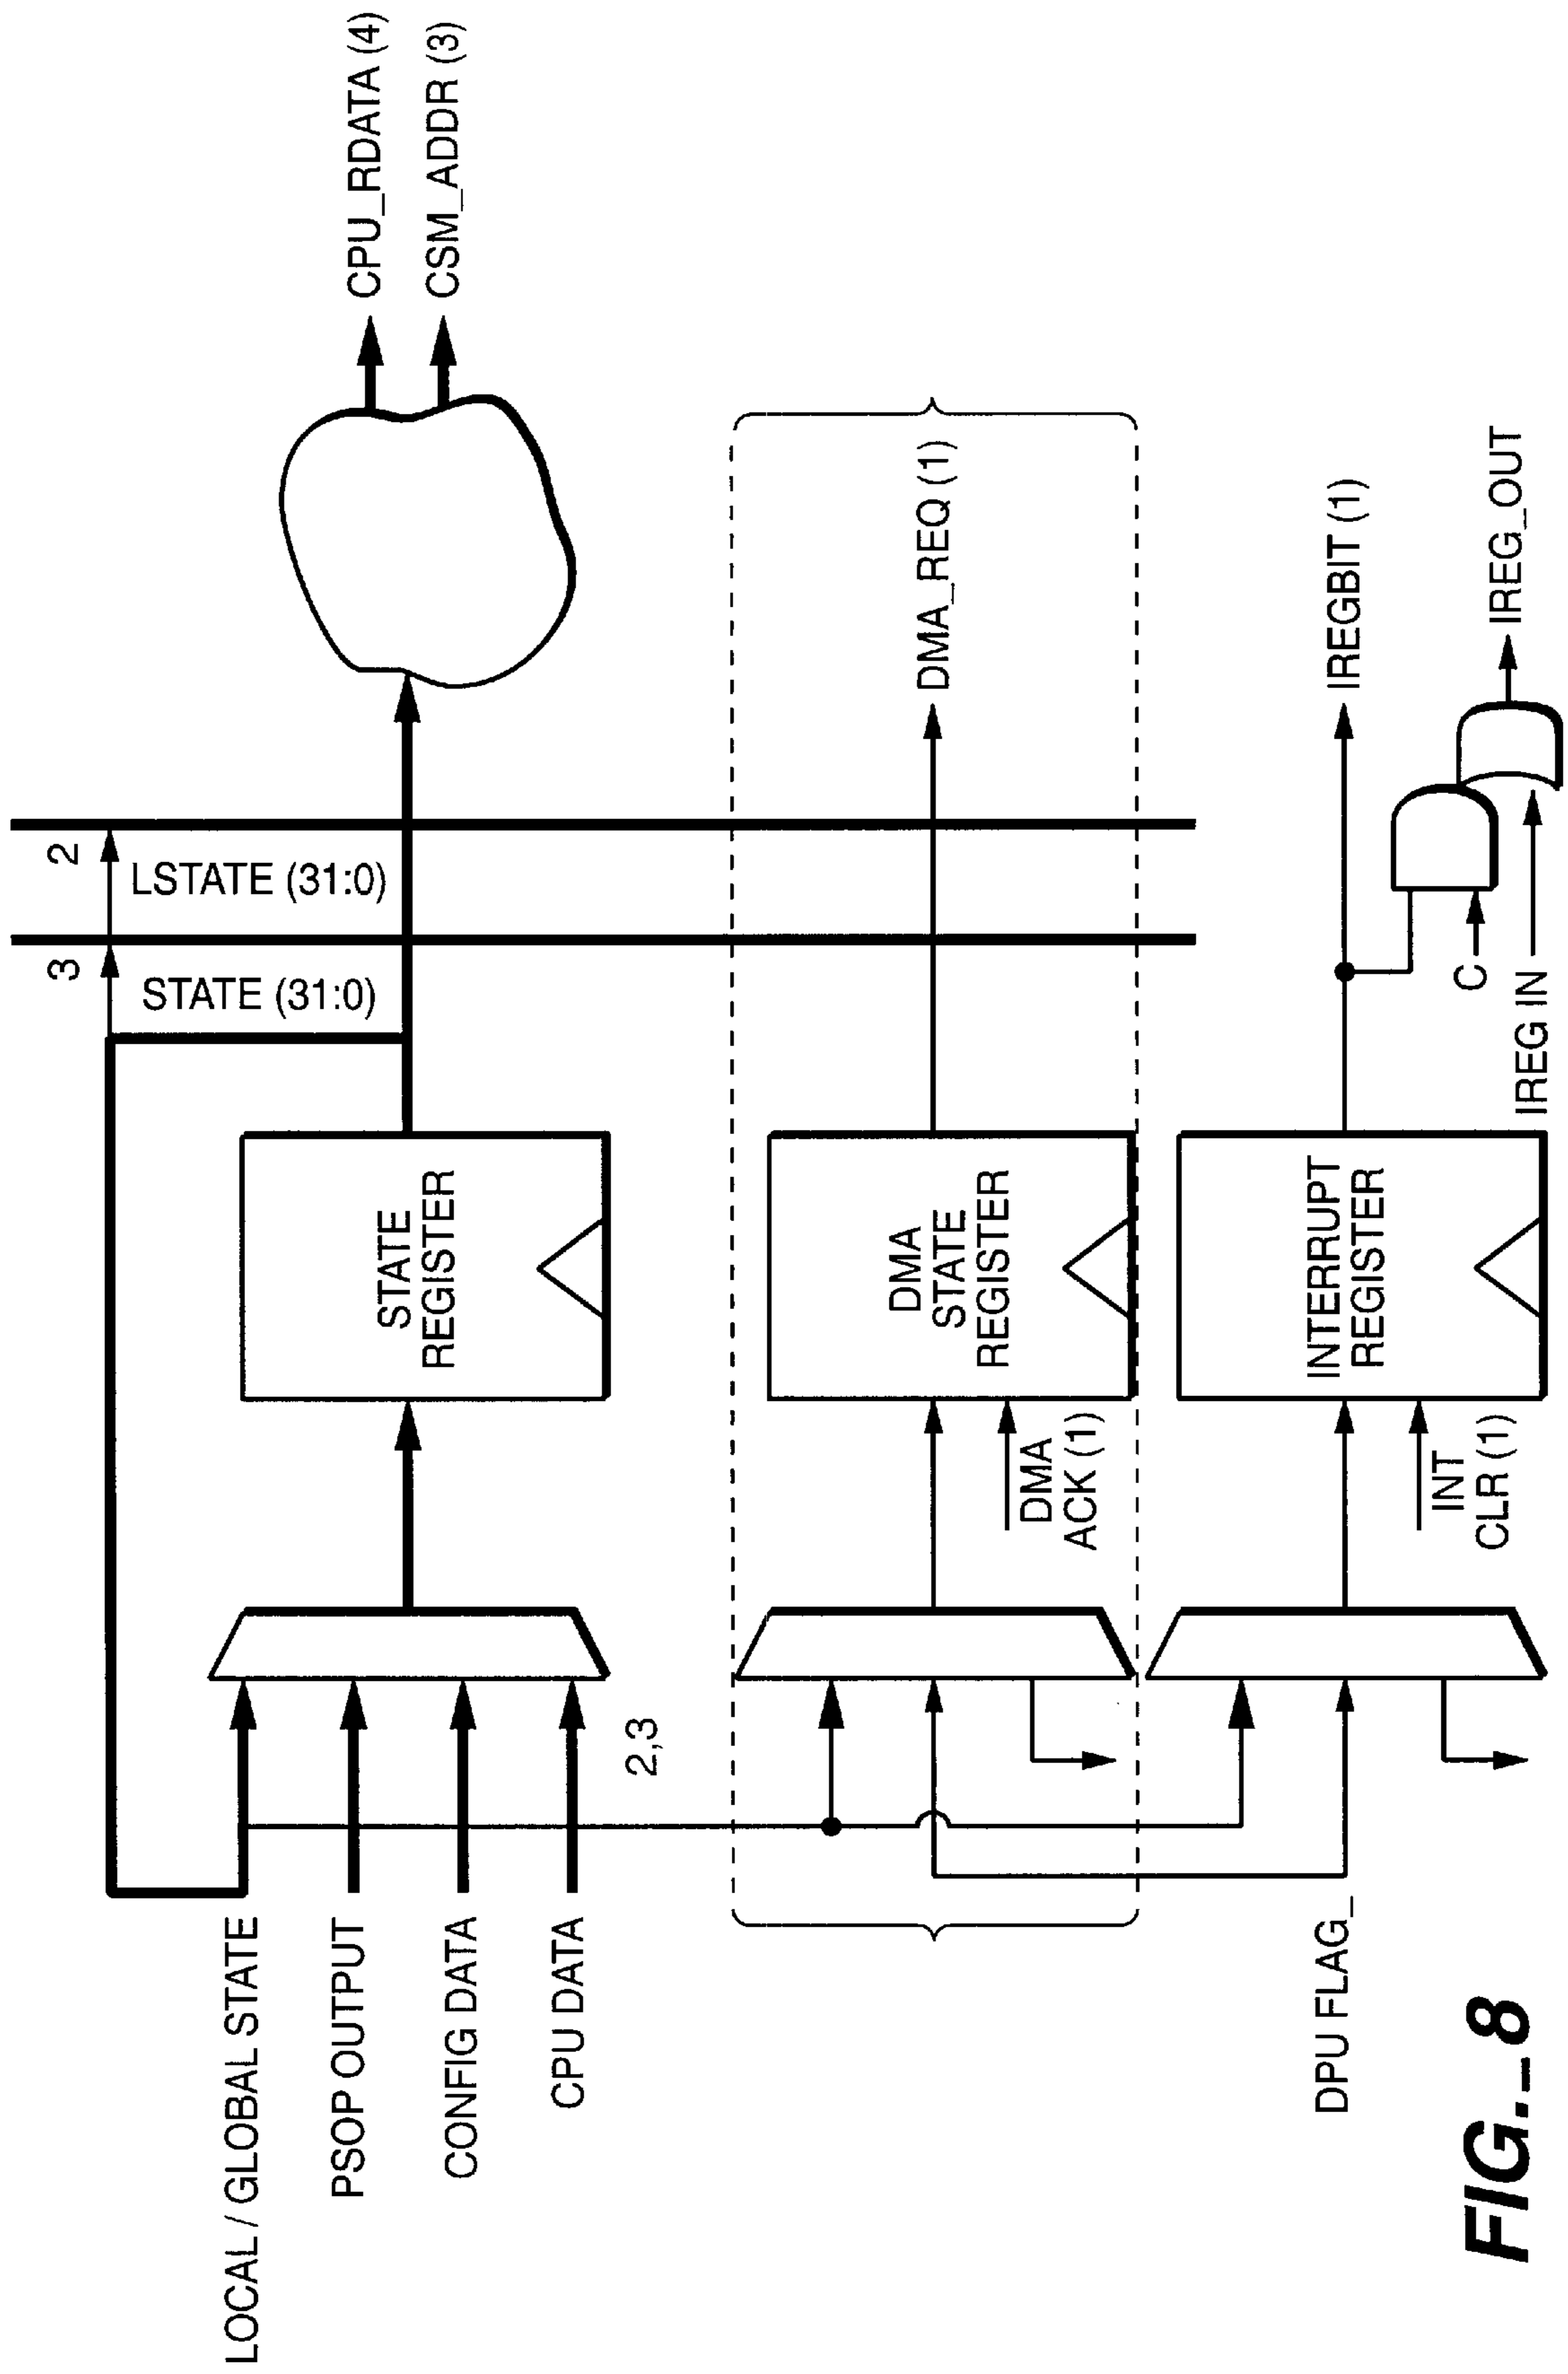 LOCAL / GLOBAL STATE
PSOP OUTPUT
CONFIG DATA
CPU DATA
2,3
STATE
REGISTER
3
STATE (31:0)
2
LSTATE (31:0)
CPU_RDATA (4)
CSM_ADDR (3)
DMA
STATE
REGISTER
DMA
ACK (1)
DMA_REQ (1)
DPU FLAG_
INTERRUPT
REGISTER
INT
CLR (1)
IREGBIT (1)
C
IREG IN
IREG_OUT
FIG._8